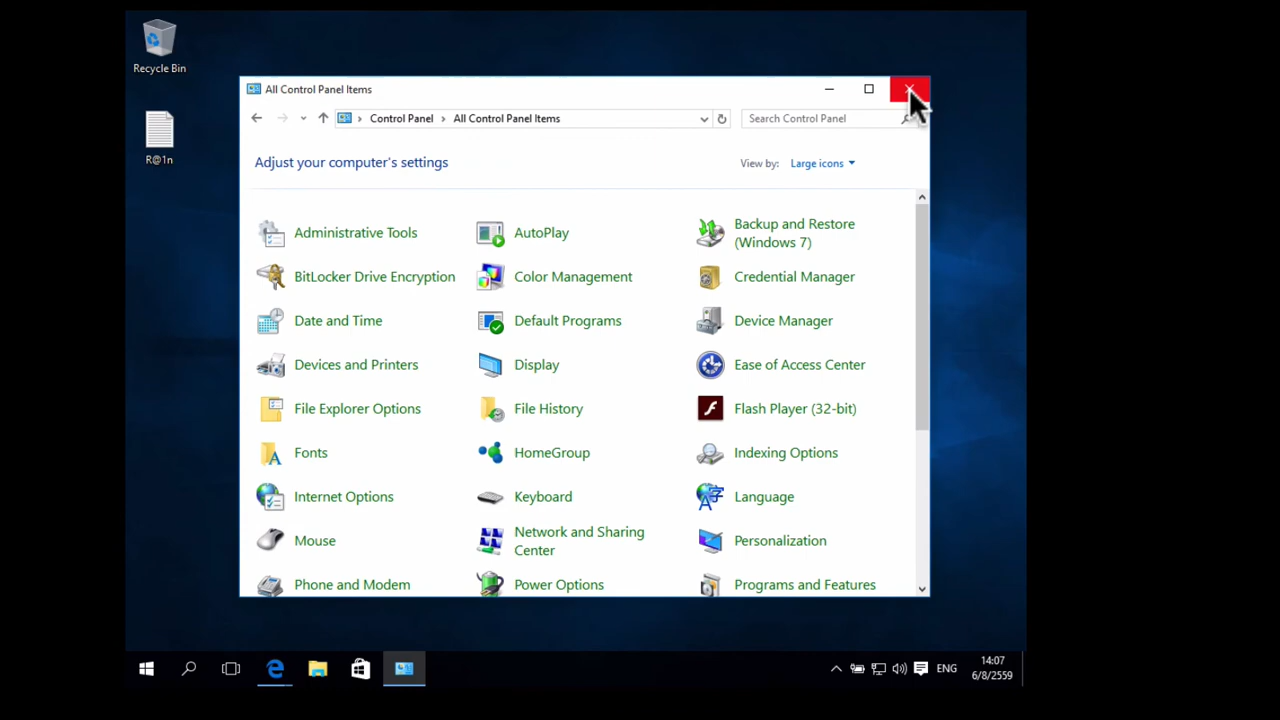 Recycle Bin
R@1n
All Control Panel Items
Control Panel
All Control Panel Items
Search Control Panel
Adjust your computer's settings
View by:
Large icons
Administrative Tools
AutoPlay
Backup and Restore
(Windows 7)
BitLocker Drive Encryption
Color Management
Credential Manager
Date and Time
Default Programs
Device Manager
Devices and Printers
Display
Ease of Access Center
File Explorer Options
File History
Flash Player (32-bit)
Fonts
HomeGroup
Indexing Options
Internet Options
Keyboard
Language
Mouse
Network and Sharing
Center
Personalization
Phone and Modem
Power Options
Programs and Features
ENG
14:07
6/8/2559